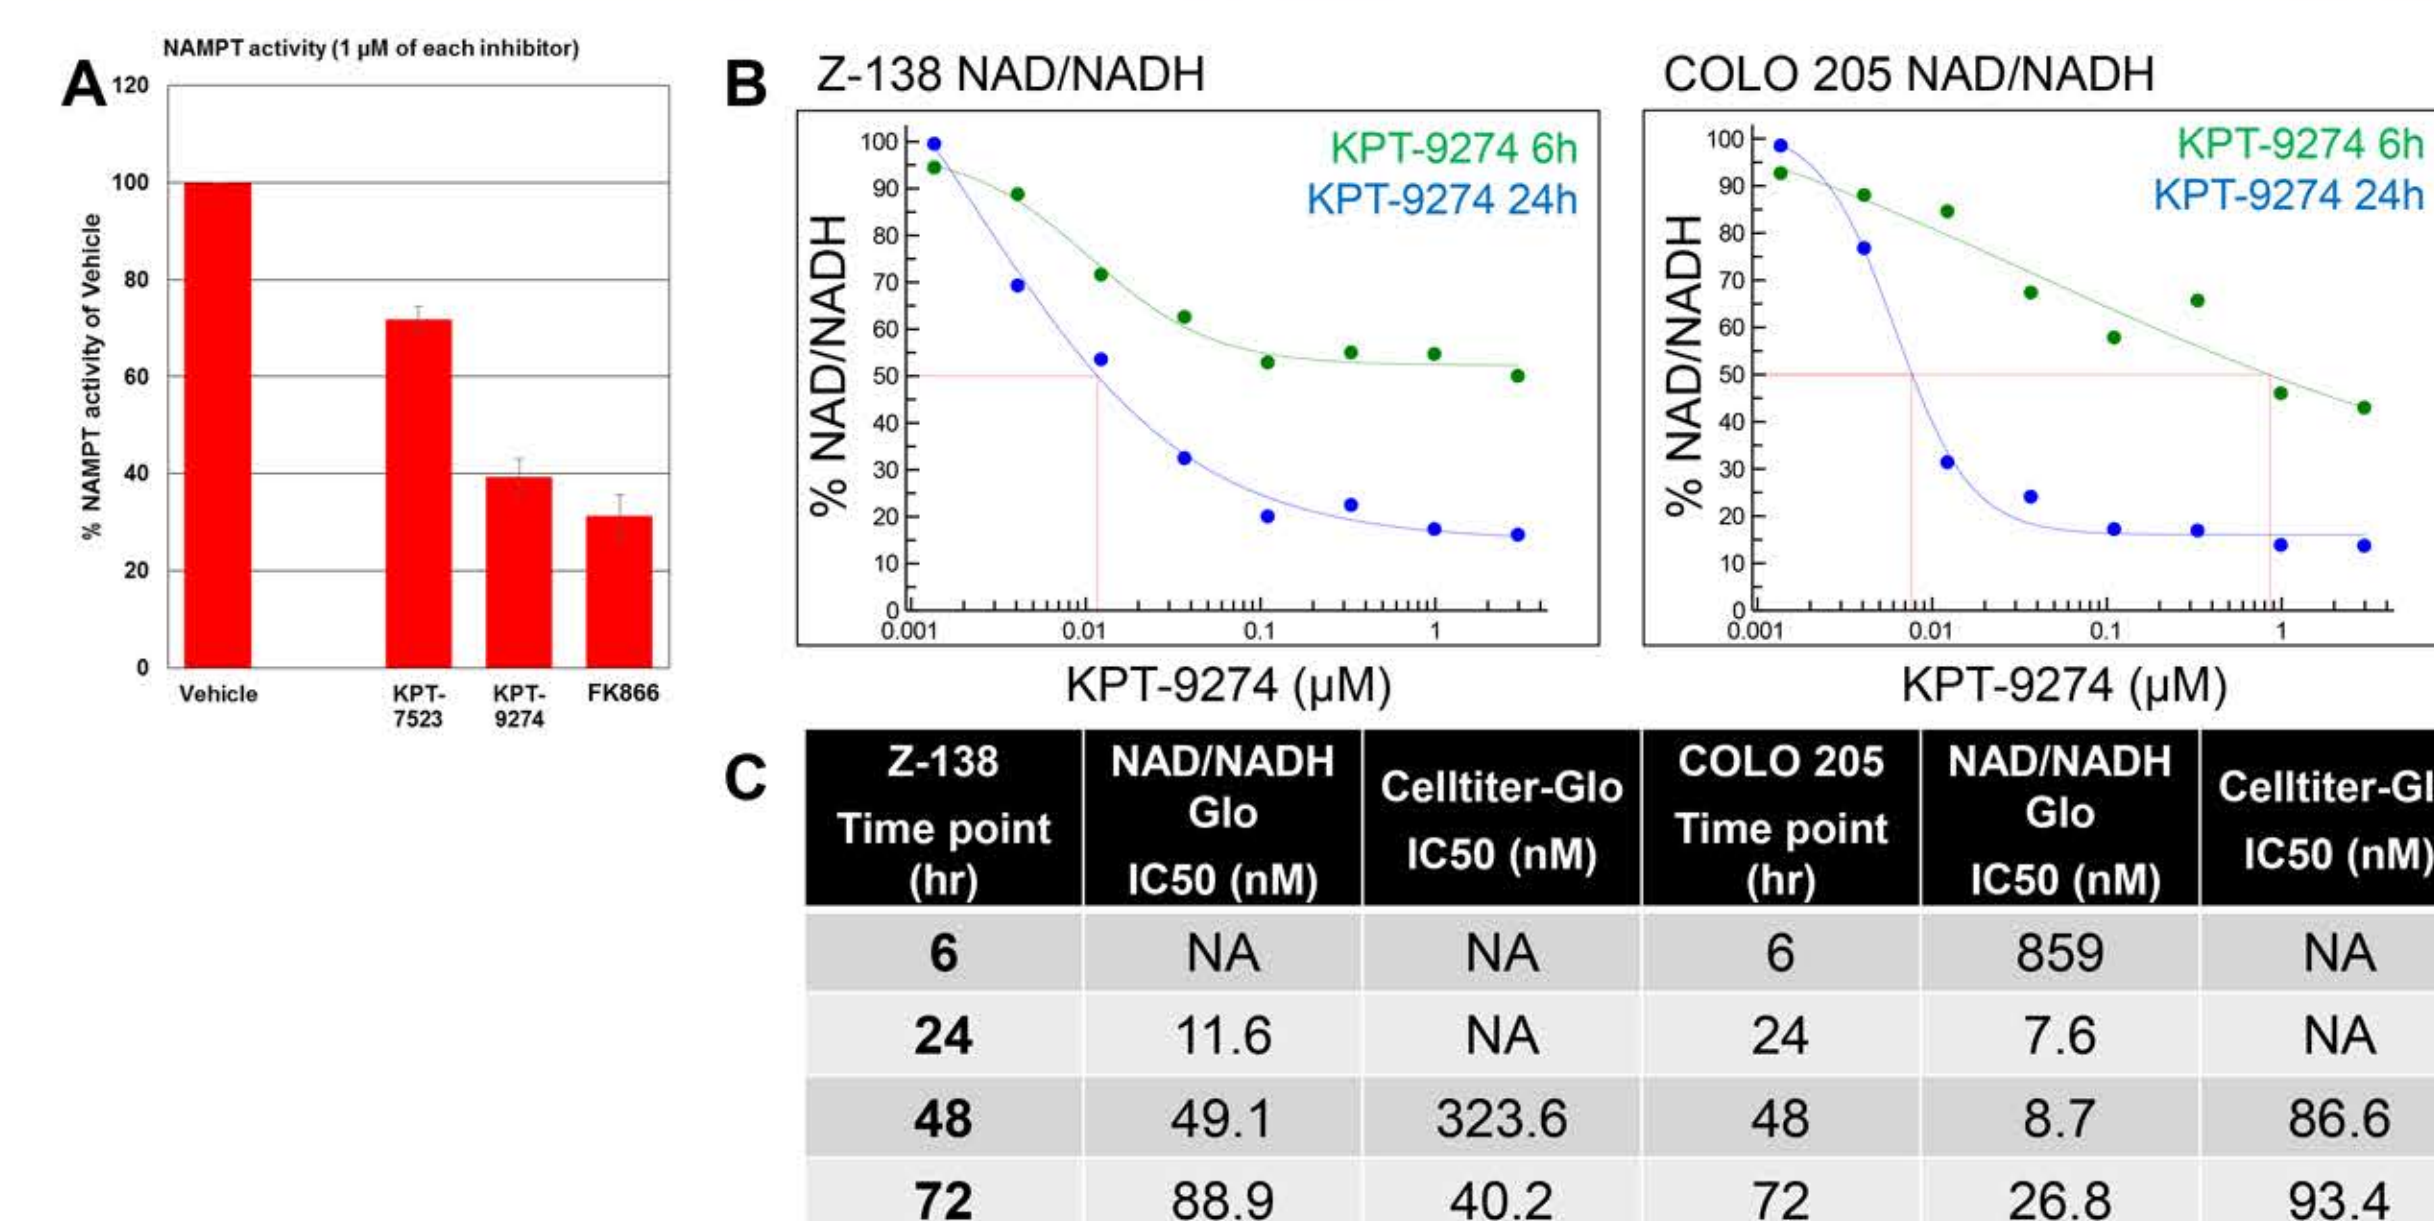 A
NAMPT activity (1 µM of each inhibitor)
% NAMPT activity of Vehicle
120
100
80
60
40
20
0
Vehicle
KPT-
7523
KPT-
9274
FK866
B
Z-138 NAD/NADH
% NAD/NADH
KPT-9274 6h
KPT-9274 24h
100
90
80
70
60
50
40
30
20
10
0
0.001 0.01 0.1 1
KPT-9274 (µM)
COLO 205 NAD/NADH
% NAD/NADH
KPT-9274 6h
KPT-9274 24h
100
90
80
70
60
50
40
30
20
10
0
0.001 0.01 0.1 1
KPT-9274 (µM)
C
Z-138
Time point
(hr)
NAD/NADH
Glo
IC50 (nM)
Celltiter-Glo
IC50 (nM)
COLO 205
Time point
(hr)
NAD/NADH
Glo
IC50 (nM)
Celltiter-Gl
IC50 (nM)
6 NA NA 6 859 NA
24 11.6 NA 24 7.6 NA
48 49.1 323.6 48 8.7 86.6
72 88.9 40.2 72 26.8 93.4